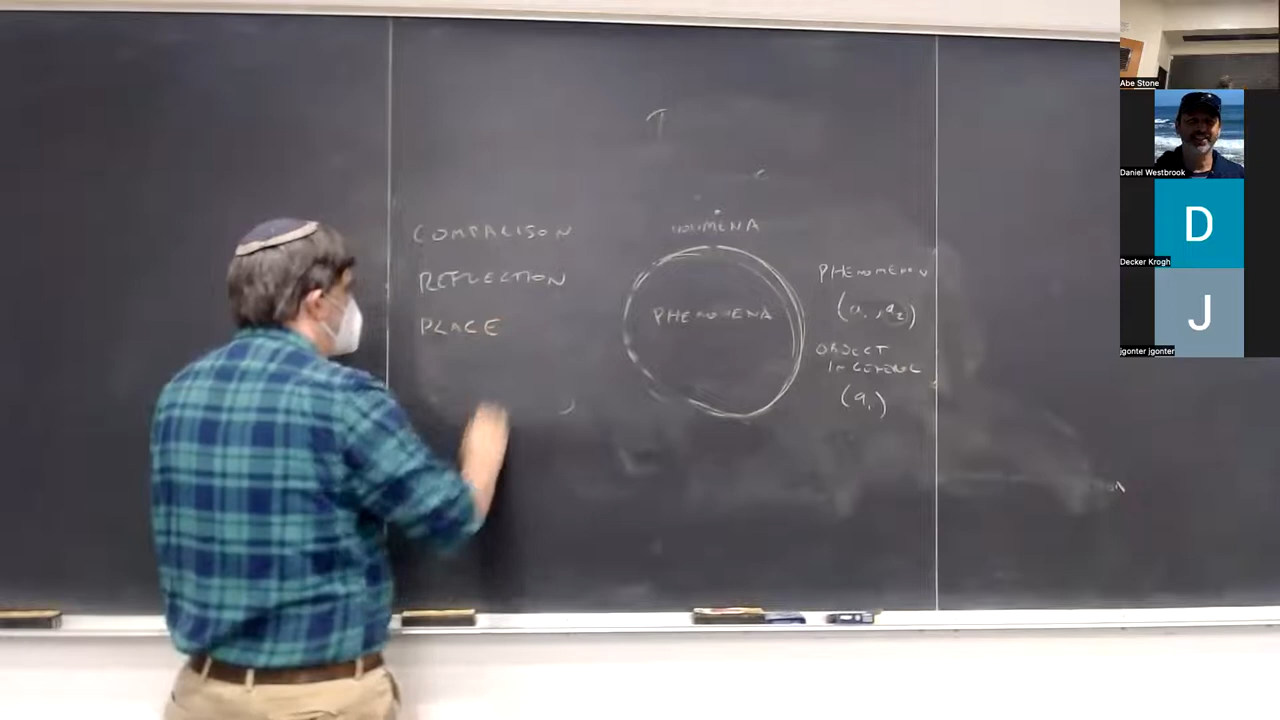 COMPARISON
REFLECTION
PLACE
T
NOUMENA
PHENOMENA
PHENOMENON
(a₁, a₂)
OBJECT
IN GENERAL
(a₁)
Abe Stone
Daniel Westbrook
D
Decker Krogh
J
jgonter jgonter